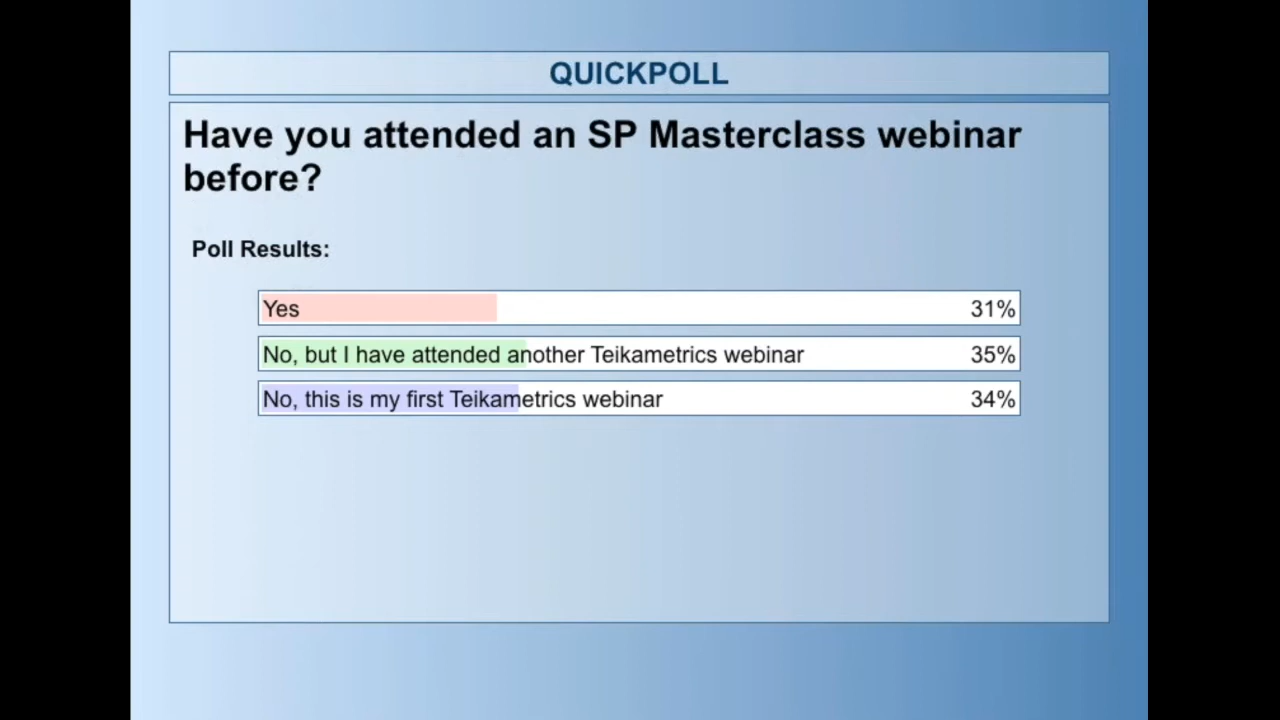 QUICKPOLL
Have you attended an SP Masterclass webinar
before?
Poll Results:
Yes 31%
No, but I have attended another Teikametrics webinar 35%
No, this is my first Teikametrics webinar 34%